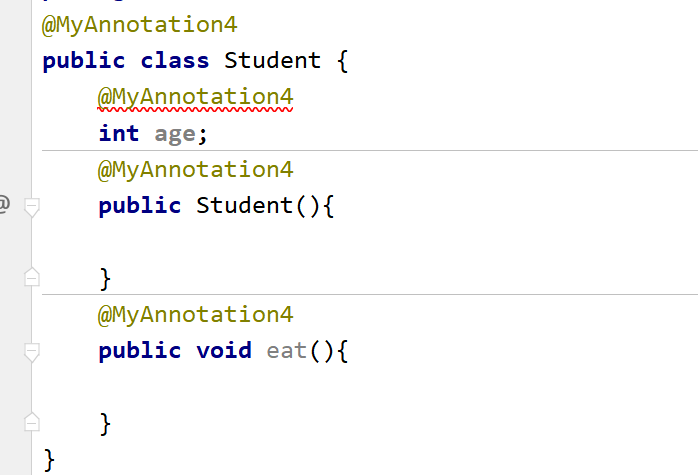 @MyAnnotation4
public class Student {
@MyAnnotation4
int age;
@MyAnnotation4
public Student(){
}
@MyAnnotation4
public void eat(){
}
}